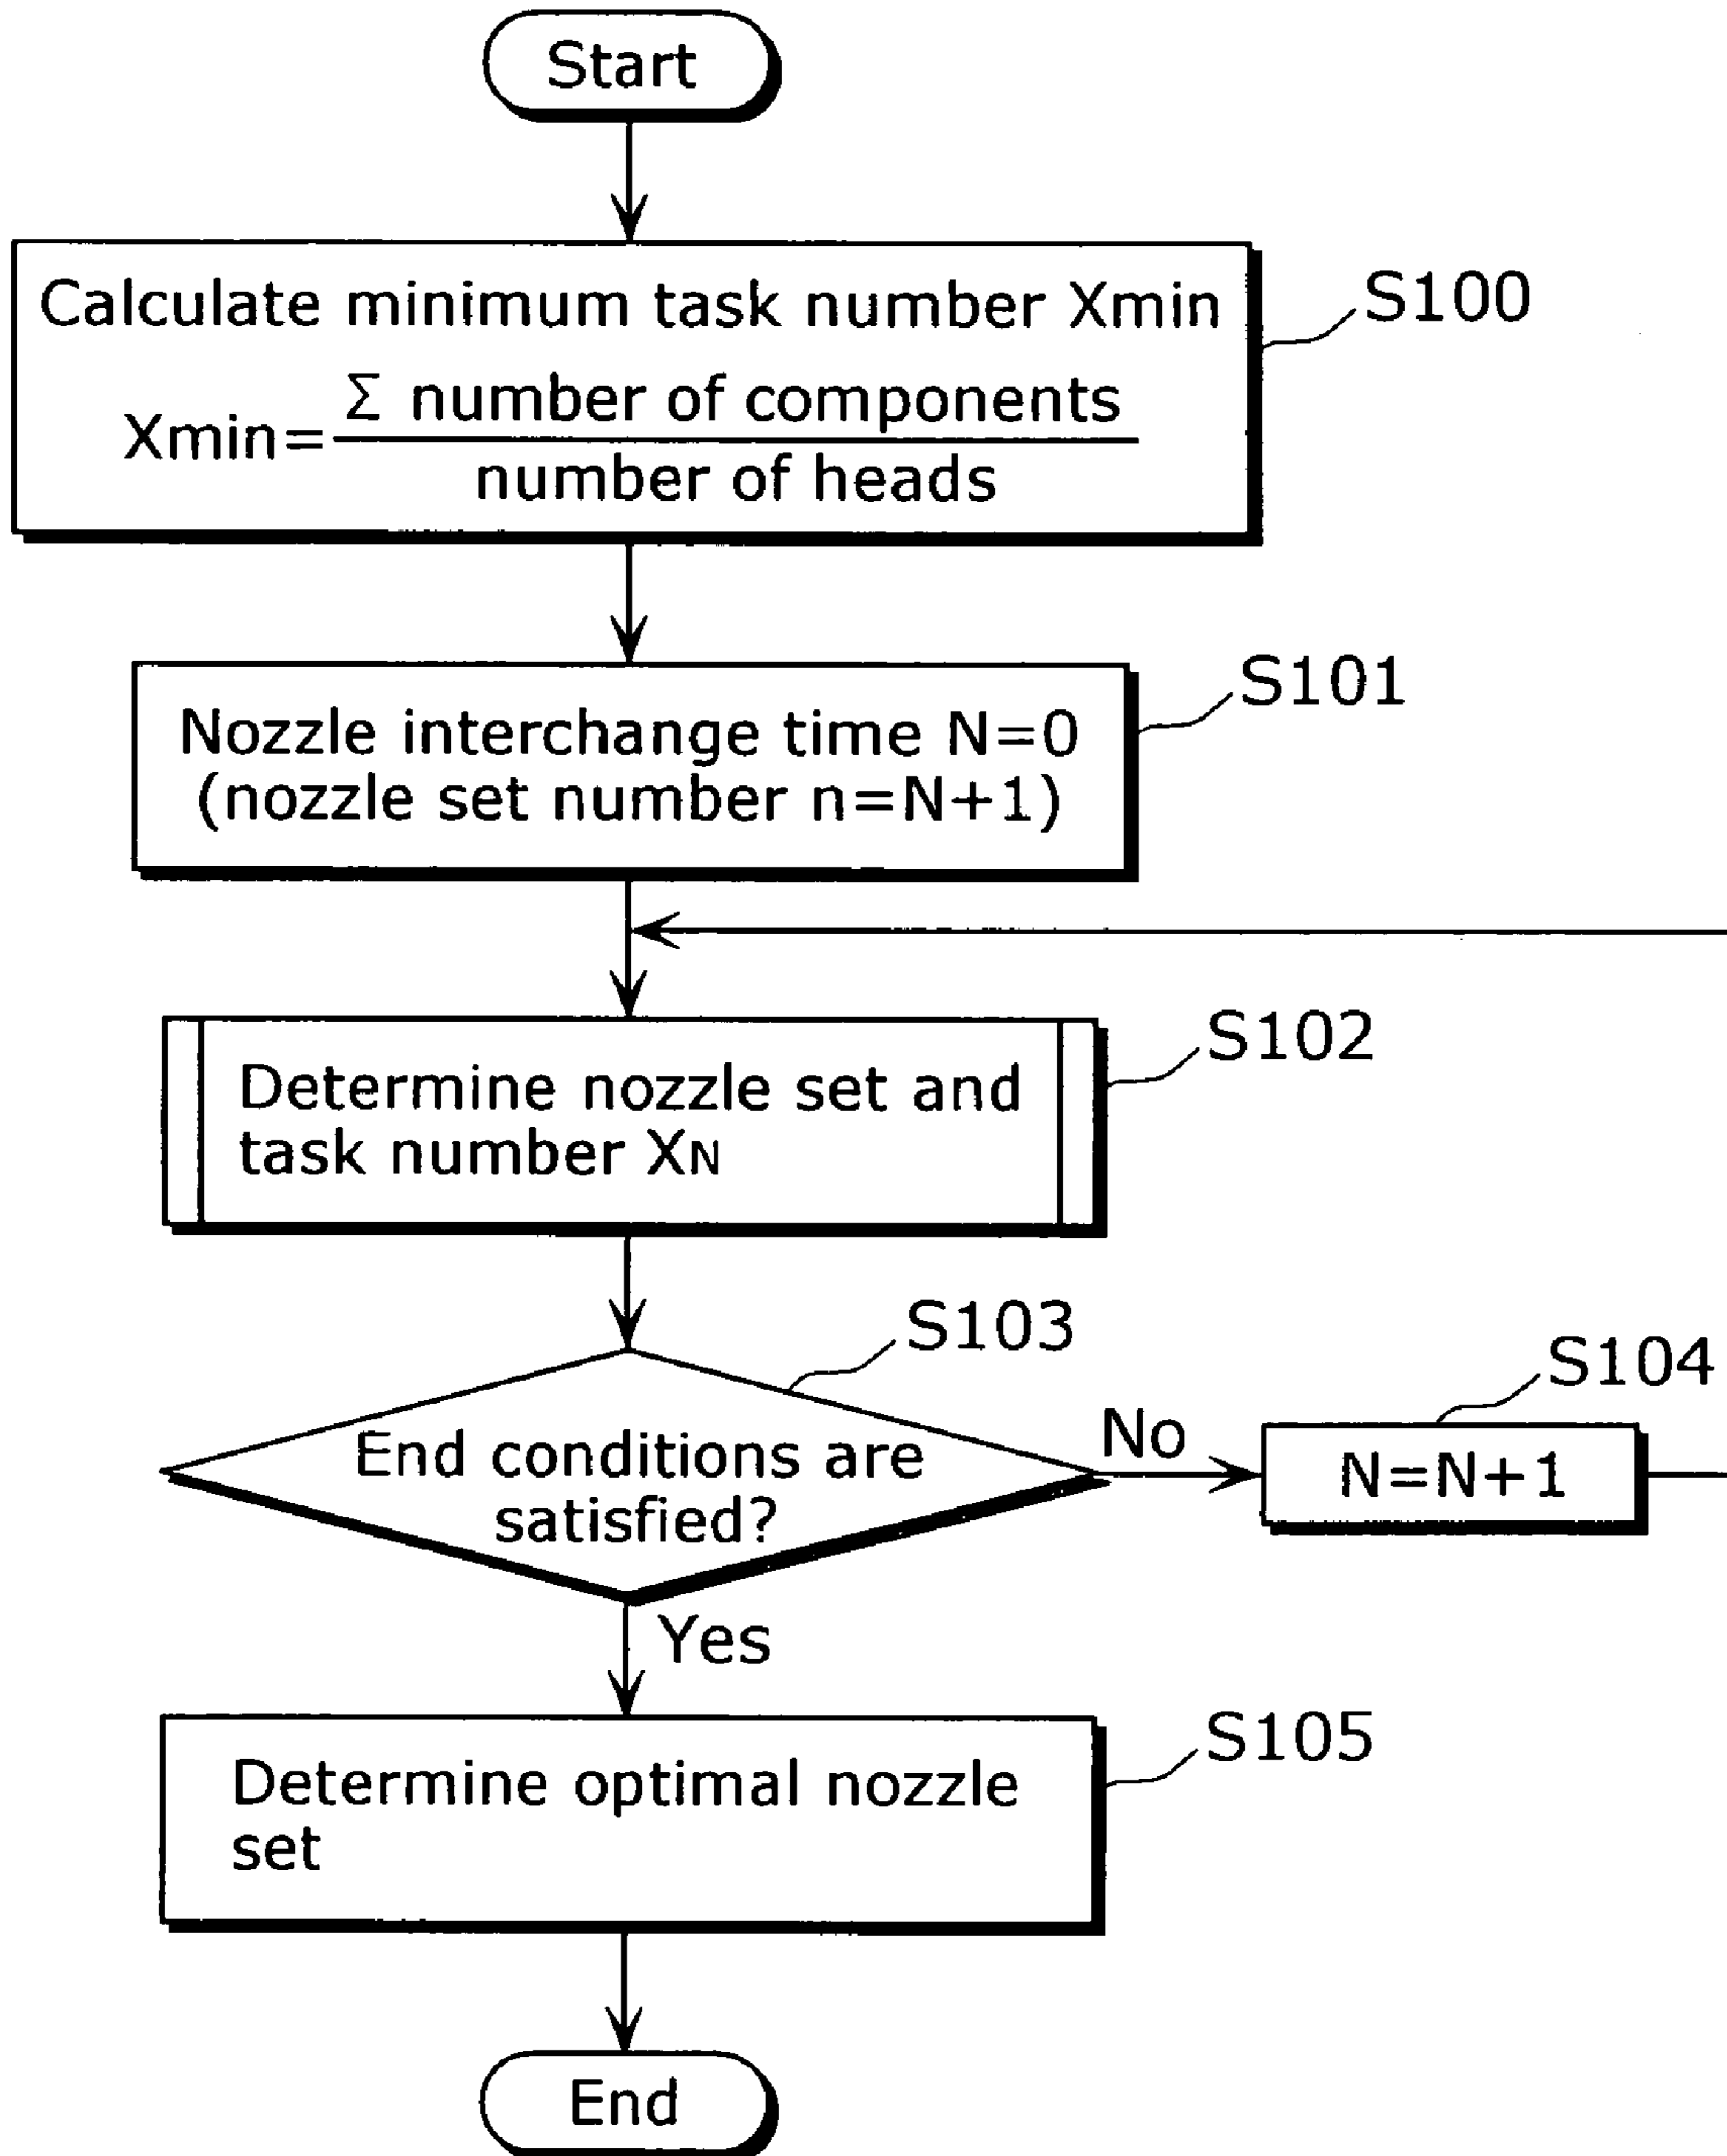 Start
Calculate minimum task number Xmin
Xmin= Σ number of components
number of heads
S100
Nozzle interchange time N=0
(nozzle set number n=N+1)
S101
Determine nozzle set and
task number XN
S102
End conditions are
satisfied?
S103
No
N=N+1
S104
Yes
Determine optimal nozzle
set
S105
End